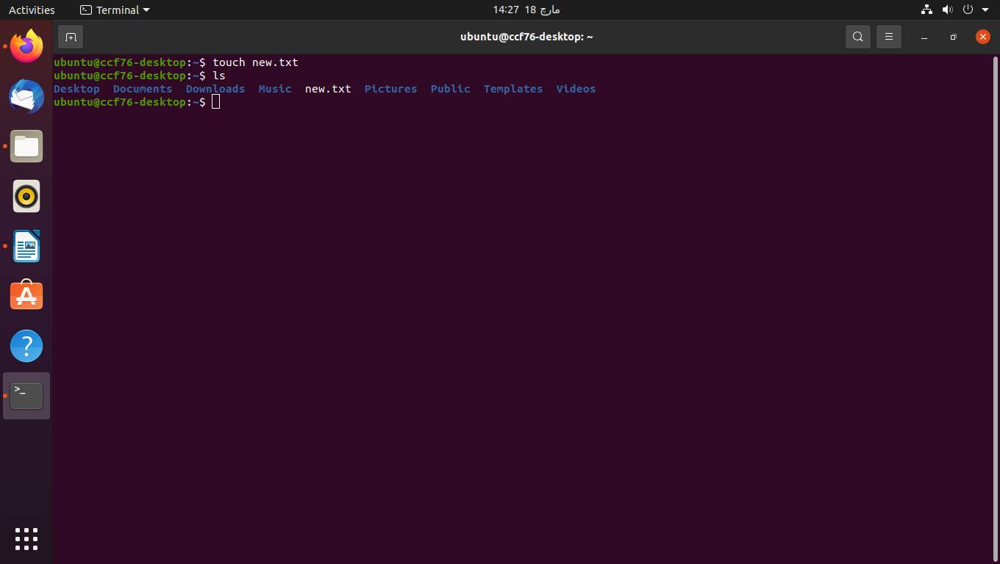 Activities
Terminal
14:27 18 مارچ
ubuntu@ccf76-desktop: ~
ubuntu@ccf76-desktop:~$ touch new.txt
ubuntu@ccf76-desktop:~$ ls
Desktop Documents Downloads Music new.txt Pictures Public Templates Videos
ubuntu@ccf76-desktop:~$